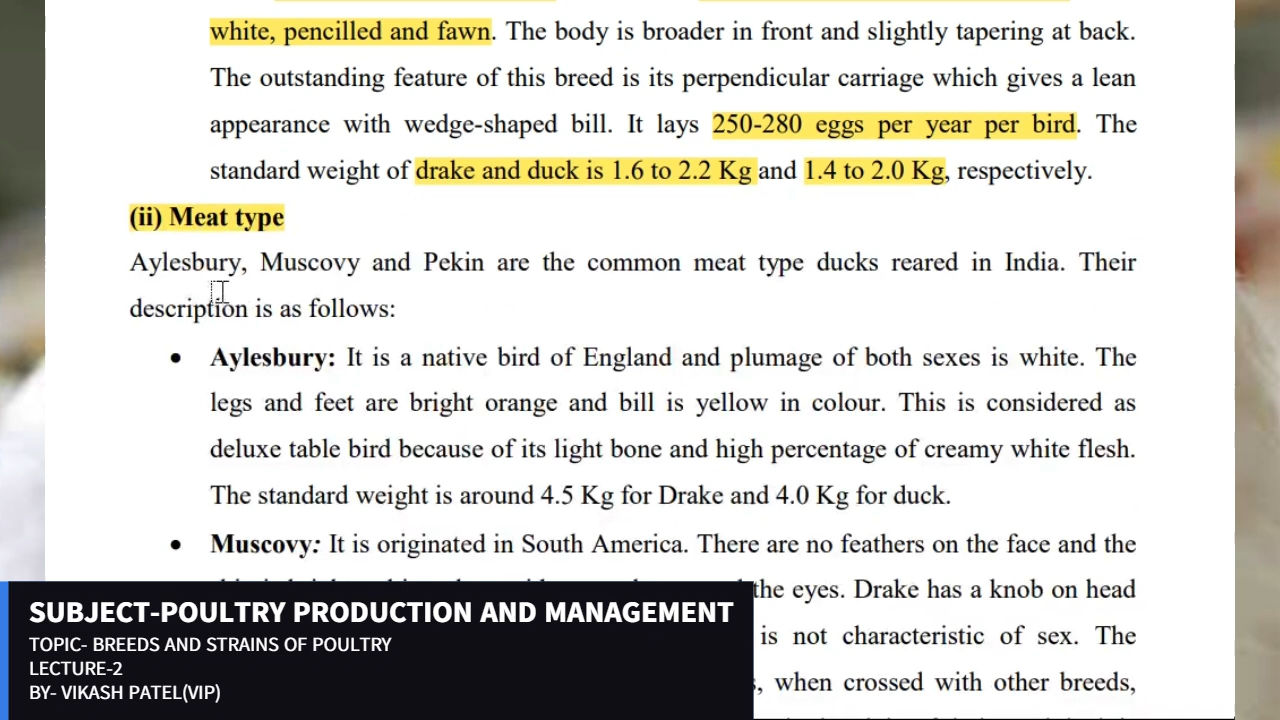 white, pencilled and fawn. The body is broader in front and slightly tapering at back.
The outstanding feature of this breed is its perpendicular carriage which gives a lean
appearance with wedge-shaped bill. It lays 250-280 eggs per year per bird. The
standard weight of drake and duck is 1.6 to 2.2 Kg and 1.4 to 2.0 Kg, respectively.
(ii) Meat type
Aylesbury, Muscovy and Pekin are the common meat type ducks reared in India. Their
description is as follows:
• Aylesbury: It is a native bird of England and plumage of both sexes is white. The
legs and feet are bright orange and bill is yellow in colour. This is considered as
deluxe table bird because of its light bone and high percentage of creamy white flesh.
The standard weight is around 4.5 Kg for Drake and 4.0 Kg for duck.
• Muscovy: It is originated in South America. There are no feathers on the face and the
the eyes. Drake has a knob on head
is not characteristic of sex. The
, when crossed with other breeds,
SUBJECT-POULTRY PRODUCTION AND MANAGEMENT
TOPIC- BREEDS AND STRAINS OF POULTRY
LECTURE-2
BY- VIKASH PATEL(VIP)